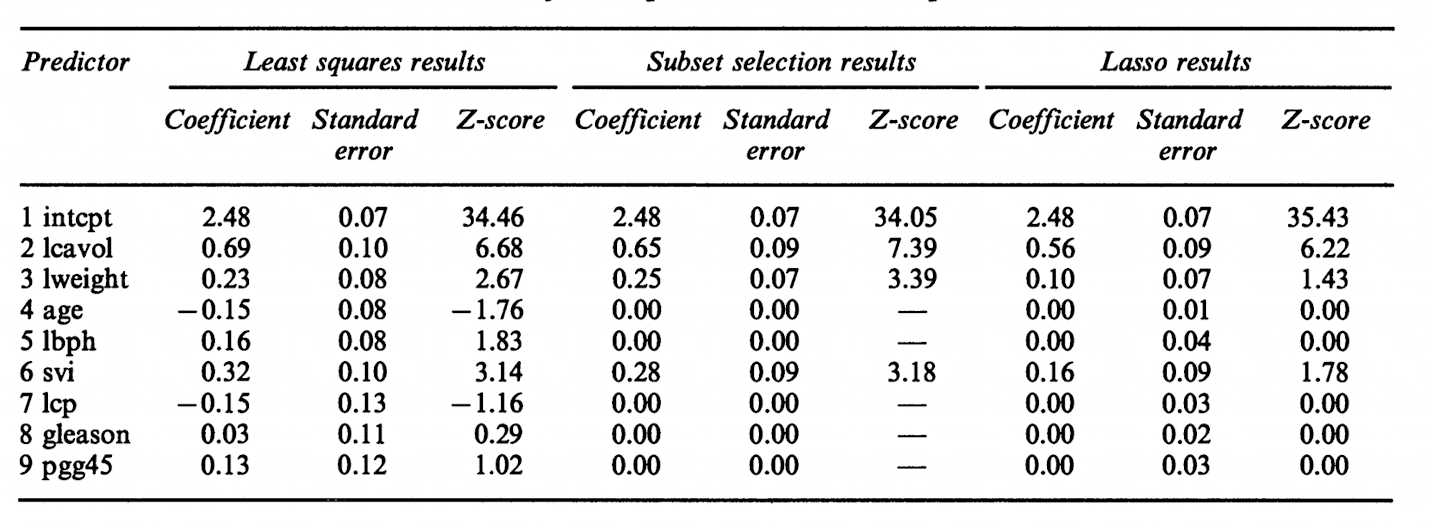 Predictor Least squares results Subset selection results Lasso results
Coefficient Standard error Z-score Coefficient Standard error Z-score Coefficient Standard error Z-score
1 intcpt 2.48 0.07 34.46 2.48 0.07 34.05 2.48 0.07 35.43
2 lcavol 0.69 0.10 6.68 0.65 0.09 7.39 0.56 0.09 6.22
3 lweight 0.23 0.08 2.67 0.25 0.07 3.39 0.10 0.07 1.43
4 age −0.15 0.08 −1.76 0.00 0.00 — 0.00 0.01 0.00
5 lbph 0.16 0.08 1.83 0.00 0.00 — 0.00 0.04 0.00
6 svi 0.32 0.10 3.14 0.28 0.09 3.18 0.16 0.09 1.78
7 lcp −0.15 0.13 −1.16 0.00 0.00 — 0.00 0.03 0.00
8 gleason 0.03 0.11 0.29 0.00 0.00 — 0.00 0.02 0.00
9 pgg45 0.13 0.12 1.02 0.00 0.00 — 0.00 0.03 0.00